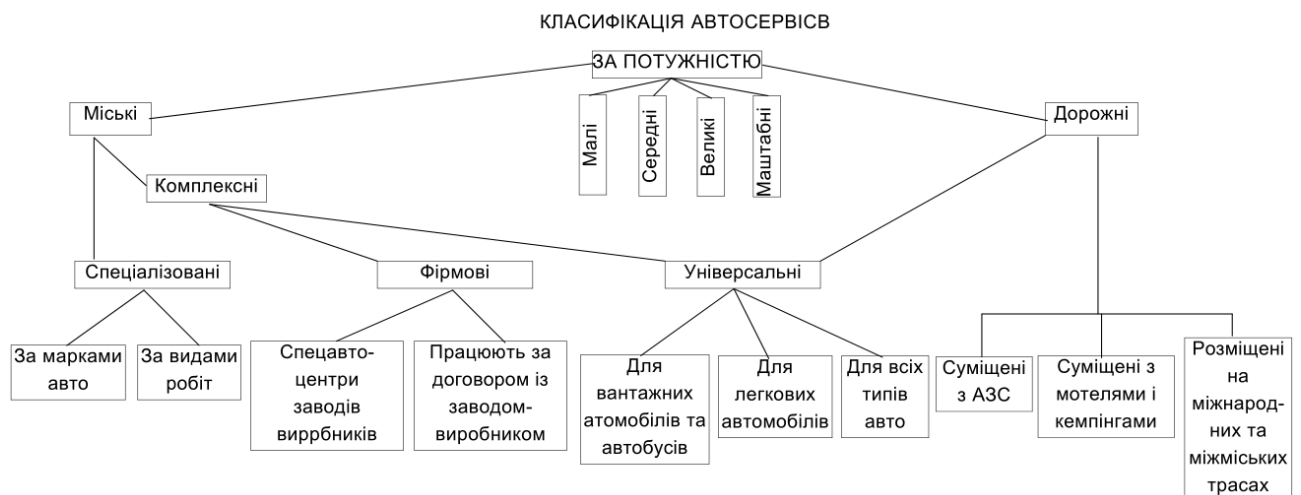 КЛАСИФІКАЦІЯ АВТОСЕРВІСВ
ЗА ПОТУЖНІСТЮ
Міські
Малі
Середні
Великі
Маштабні
Дорожні
Комплексні
Спеціалізовані
Фірмові
Універсальні
За марками
авто
За видами
робіт
Спецавто-
центри
заводів
виррбників
Працюють за
договором із
заводом-
виробником
Для
вантажних
атомобілів та
автобусів
Для
легкових
автомобілів
Для всіх
типів
авто
Суміщені
з АЗС
Суміщені з
мотелями і
кемпінгами
Розміщені
на
міжнарод-
них та
міжміських
трасах